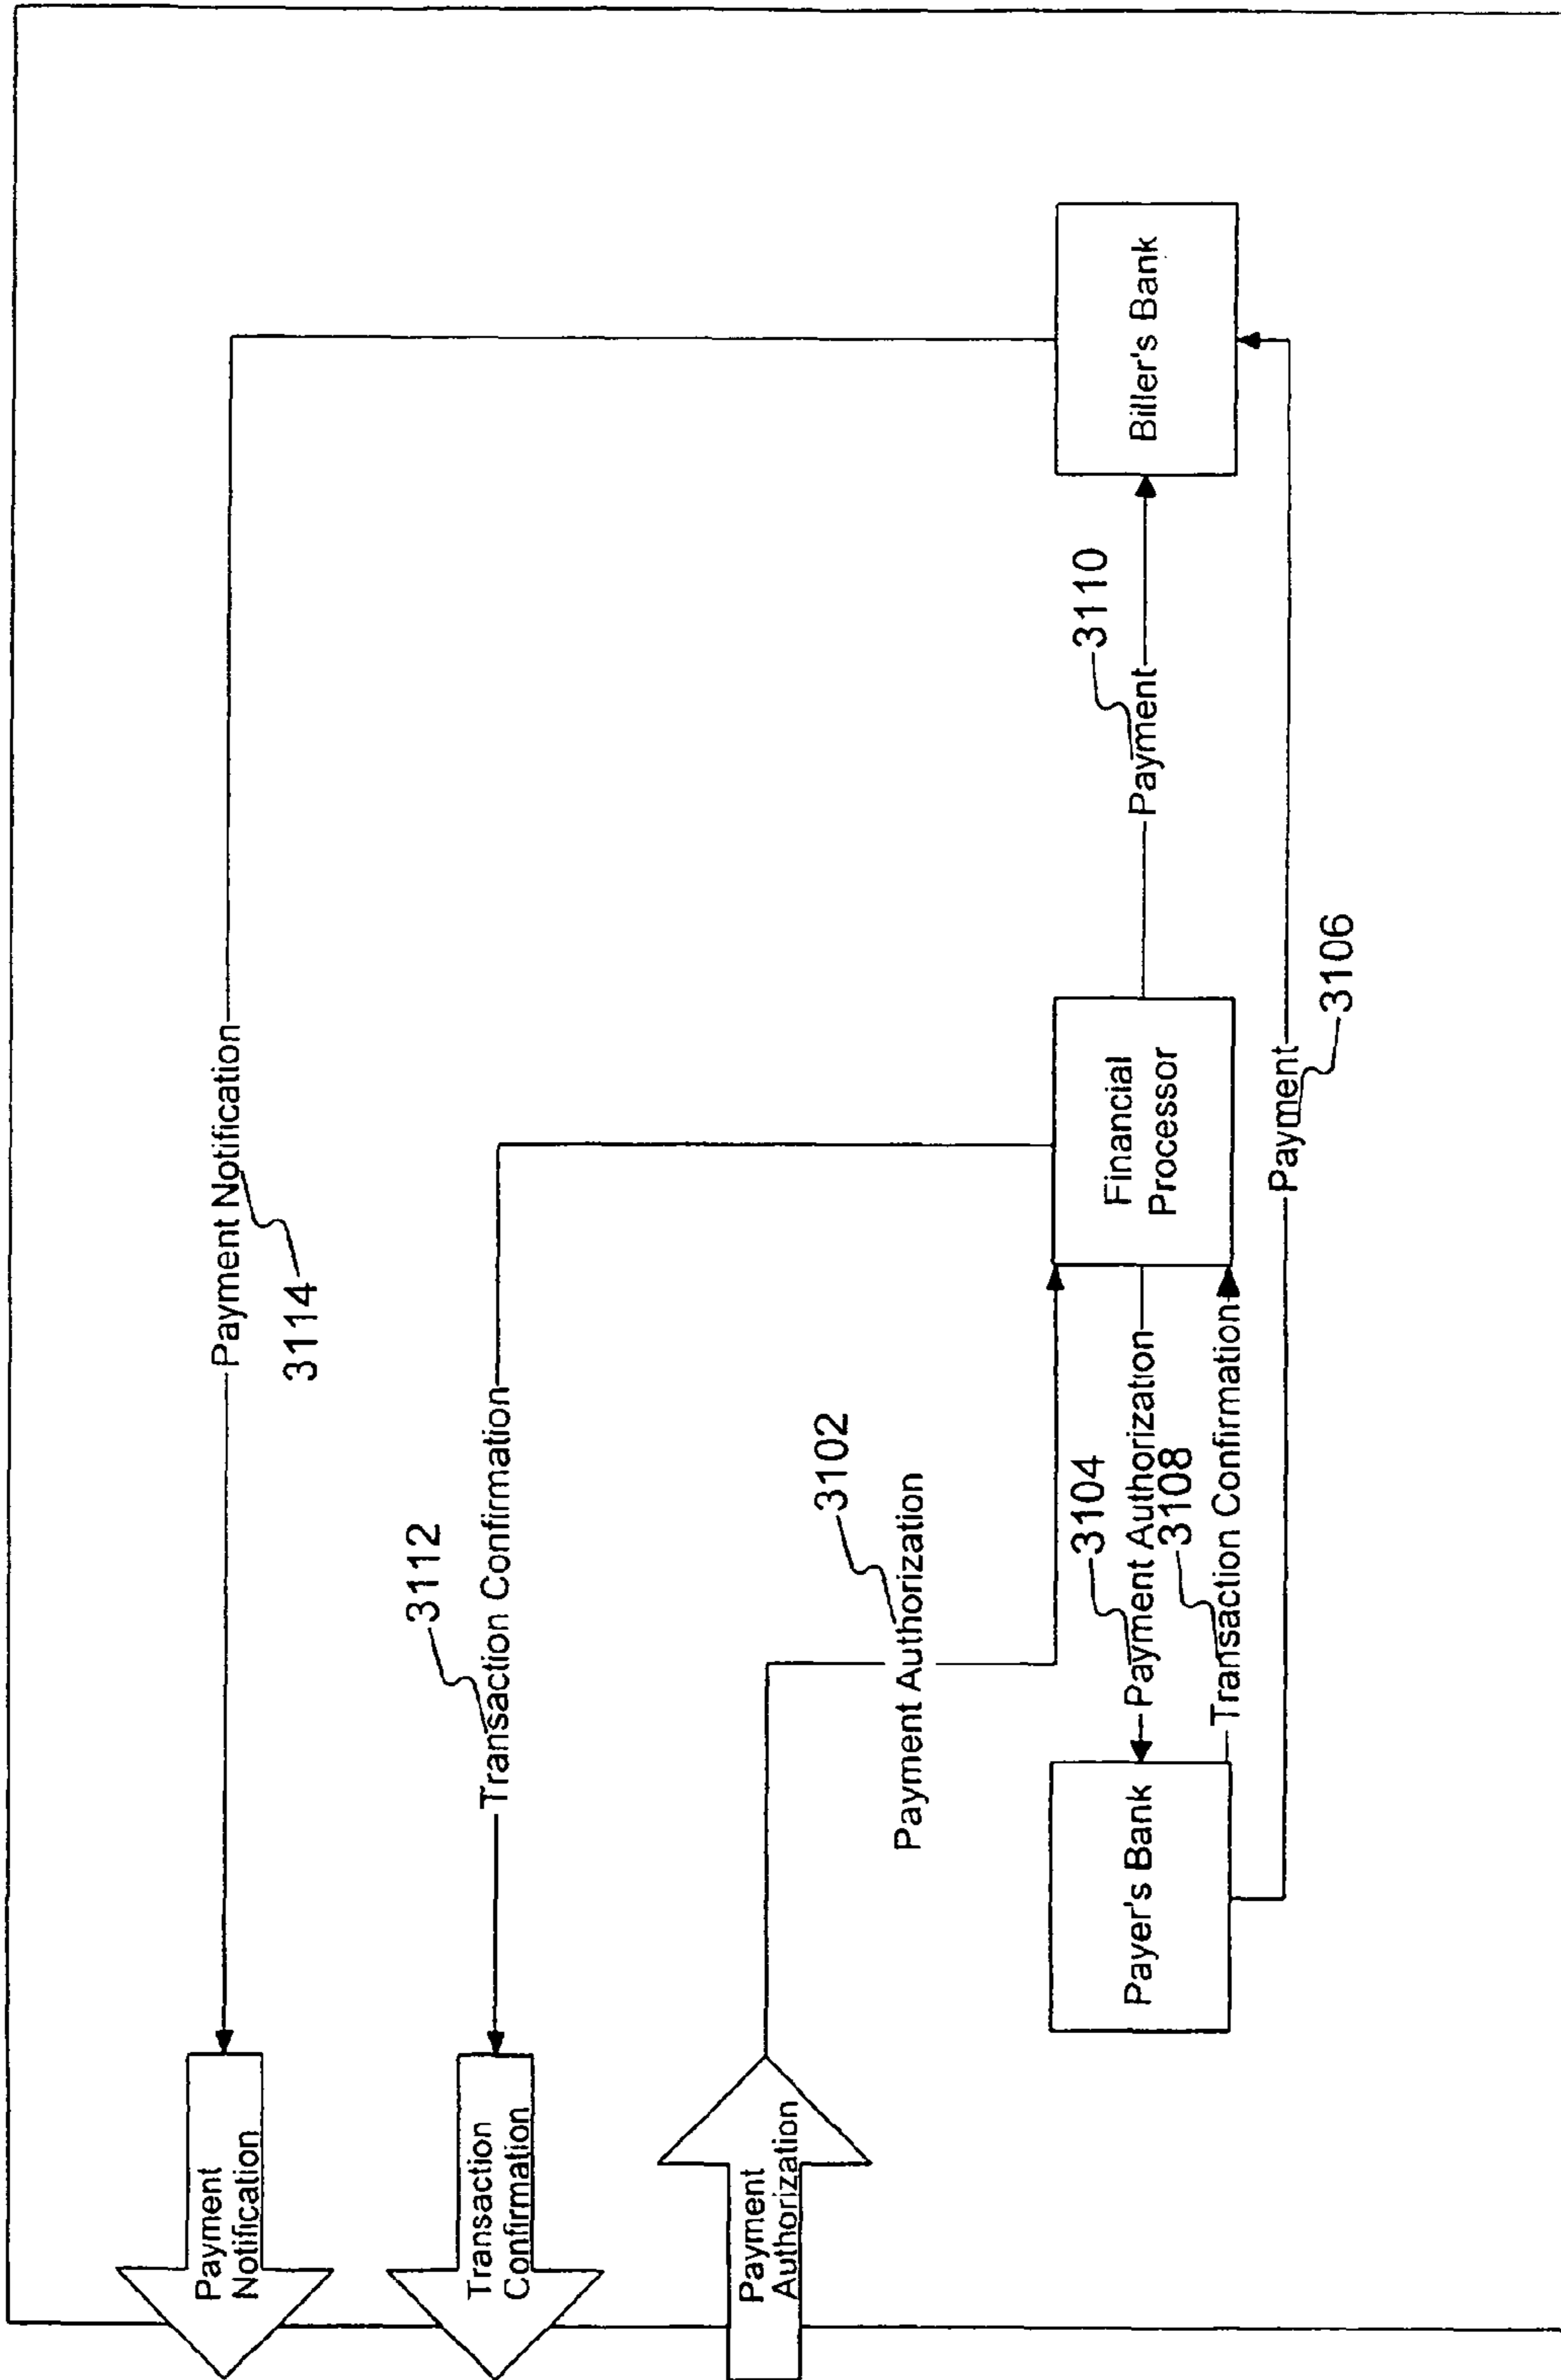 Payment
Notification
Payment Notification
3114
Transaction
Confirmation
3112
Transaction Confirmation
Payment
Authorization
3102
Payment Authorization
Payer's Bank
3104
Payment Authorization
3108
Transaction Confirmation
Financial
Processor
3110
Payment
Biller's Bank
Payment
3106